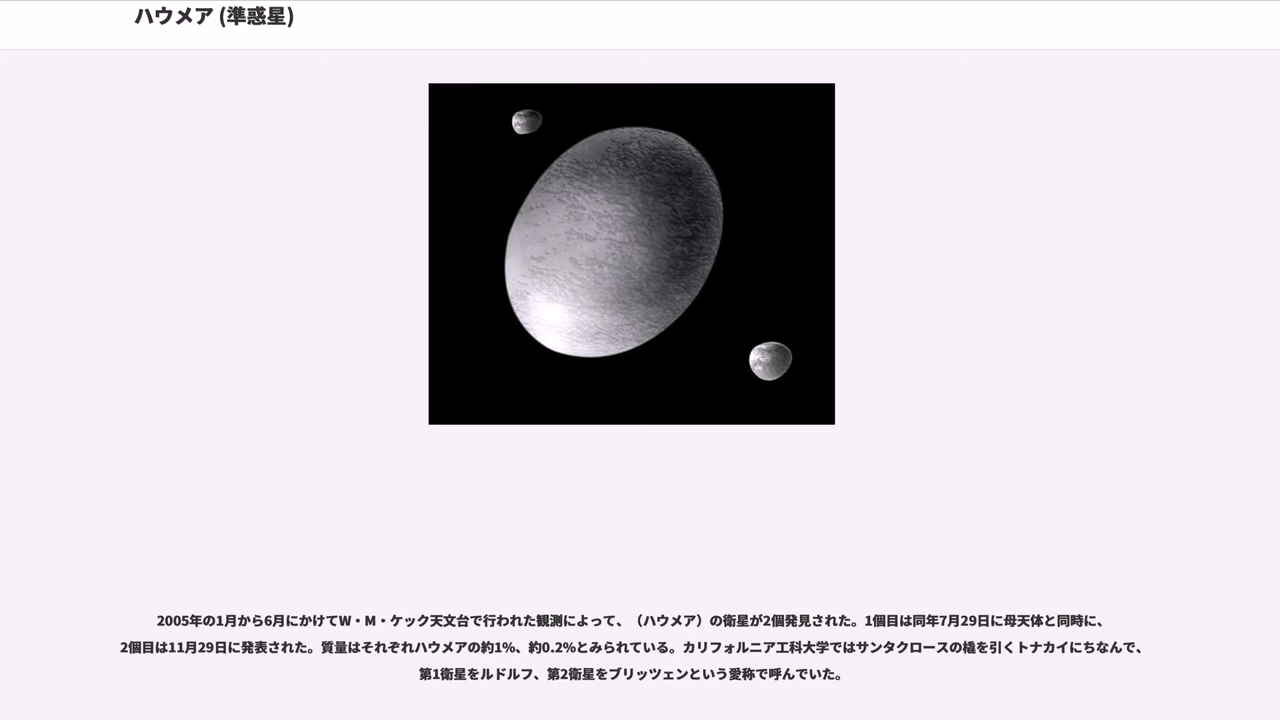 ハウメア (準惑星)
2005年の1月から6月にかけてW・M・ケック天文台で行われた観測によって、（ハウメア）の衛星が2個発見された。1個目は同年7月29日に母天体と同時に、
2個目は11月29日に発表された。質量はそれぞれハウメアの約1%、約0.2%とみられている。カリフォルニア工科大学ではサンタクロースの橇を引くトナカイにちなんで、
第1衛星をルドルフ、第2衛星をブリッツェンという愛称で呼んでいた。